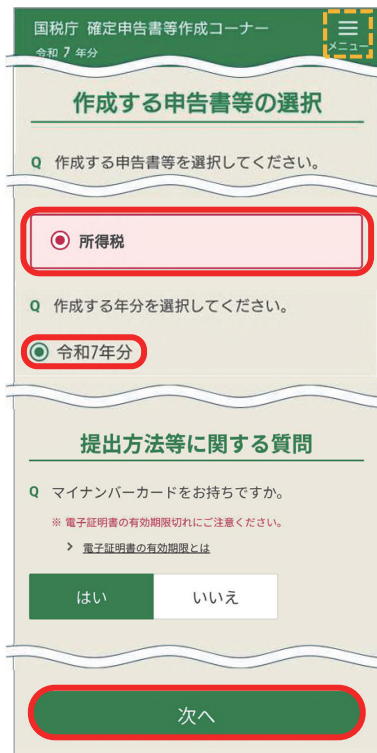 国税庁 確定申告書等作成コーナー
令和 7 年分
メニュー
作成する申告書等の選択
Q 作成する申告書等を選択してください。
所得税
Q 作成する年分を選択してください。
令和7年分
提出方法等に関する質問
Q マイナンバーカードをお持ちですか。
※ 電子証明書の有効期限切れにご注意ください。
> 電子証明書の有効期限とは
はい いいえ
次へ